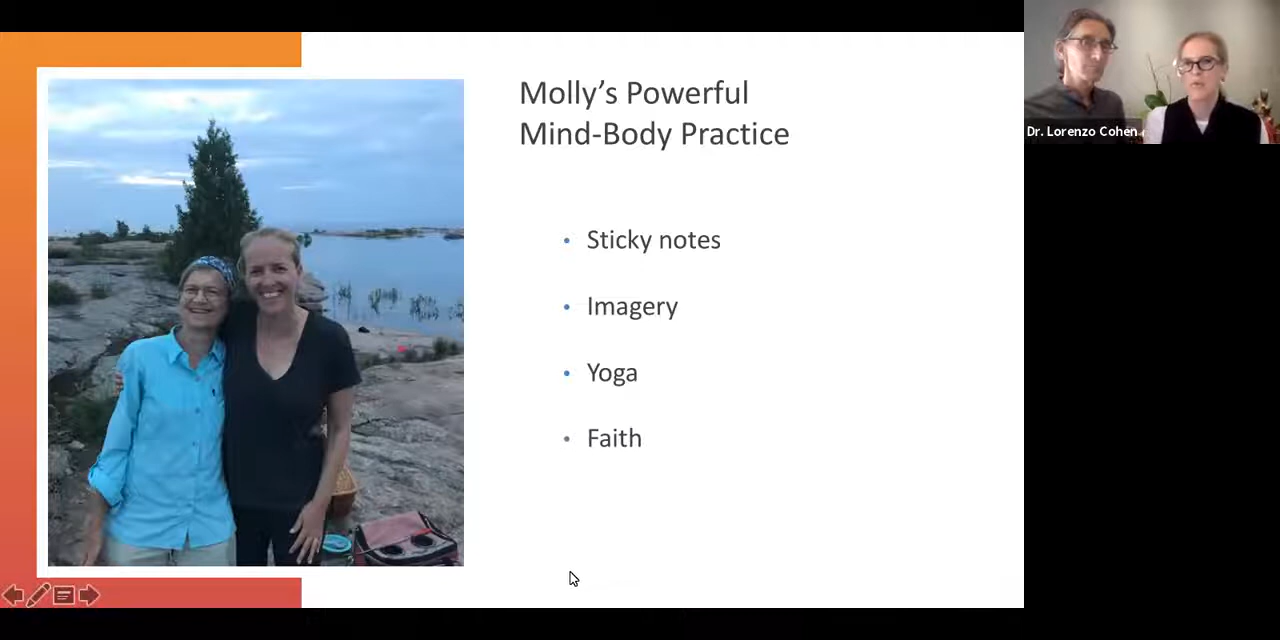 Molly’s Powerful
Mind-Body Practice
• Sticky notes
• Imagery
• Yoga
• Faith
Dr. Lorenzo Cohen